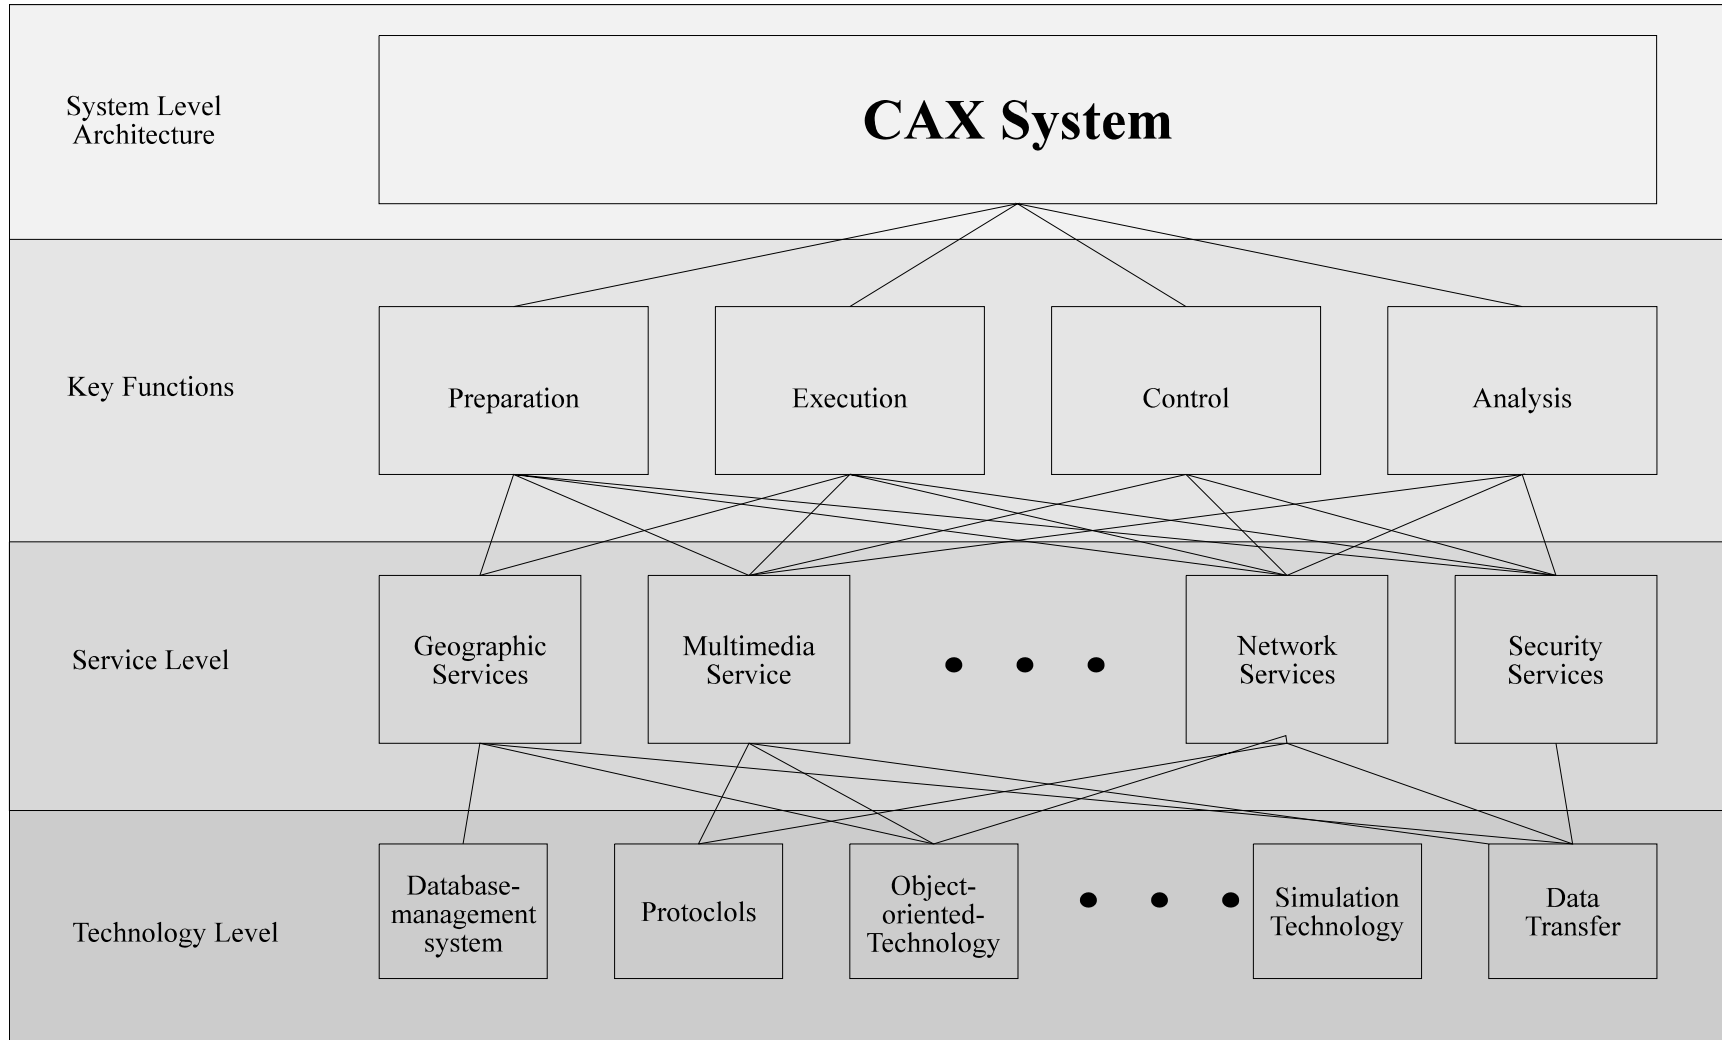 System Level
Architecture
CAX System
Key Functions
Preparation
Execution
Control
Analysis
Service Level
Geographic
Services
Multimedia
Service
Network
Services
Security
Services
Technology Level
Database-
management
system
Protoclols
Object-
oriented-
Technology
Simulation
Technology
Data
Transfer